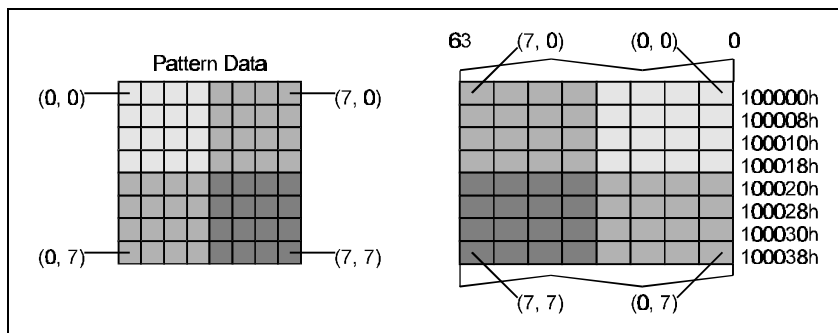 63 (7, 0) (0, 0) 0
Pattern Data
(0, 0) (7, 0) 100000h
100008h
100010h
100018h
100020h
100028h
100030h
(0, 7) (7, 7) 100038h
(7, 7) (0, 7)